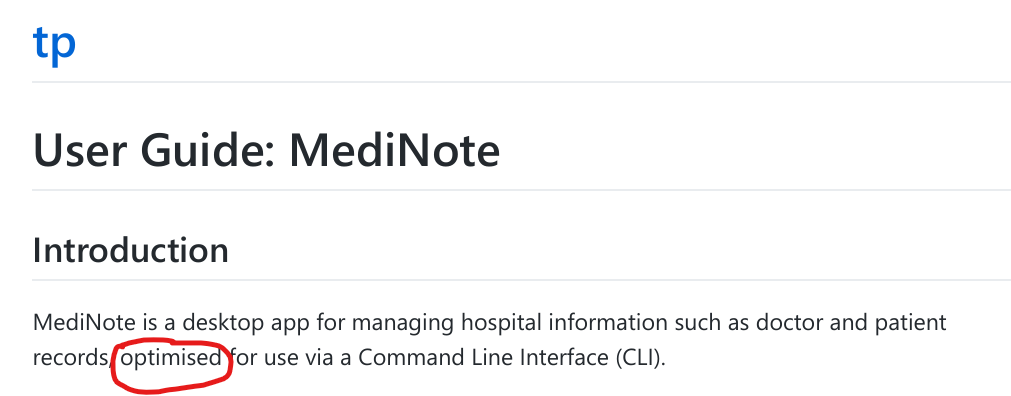 tp
User Guide: MediNote
Introduction
MediNote is a desktop app for managing hospital information such as doctor and patient
records, optimised for use via a Command Line Interface (CLI).